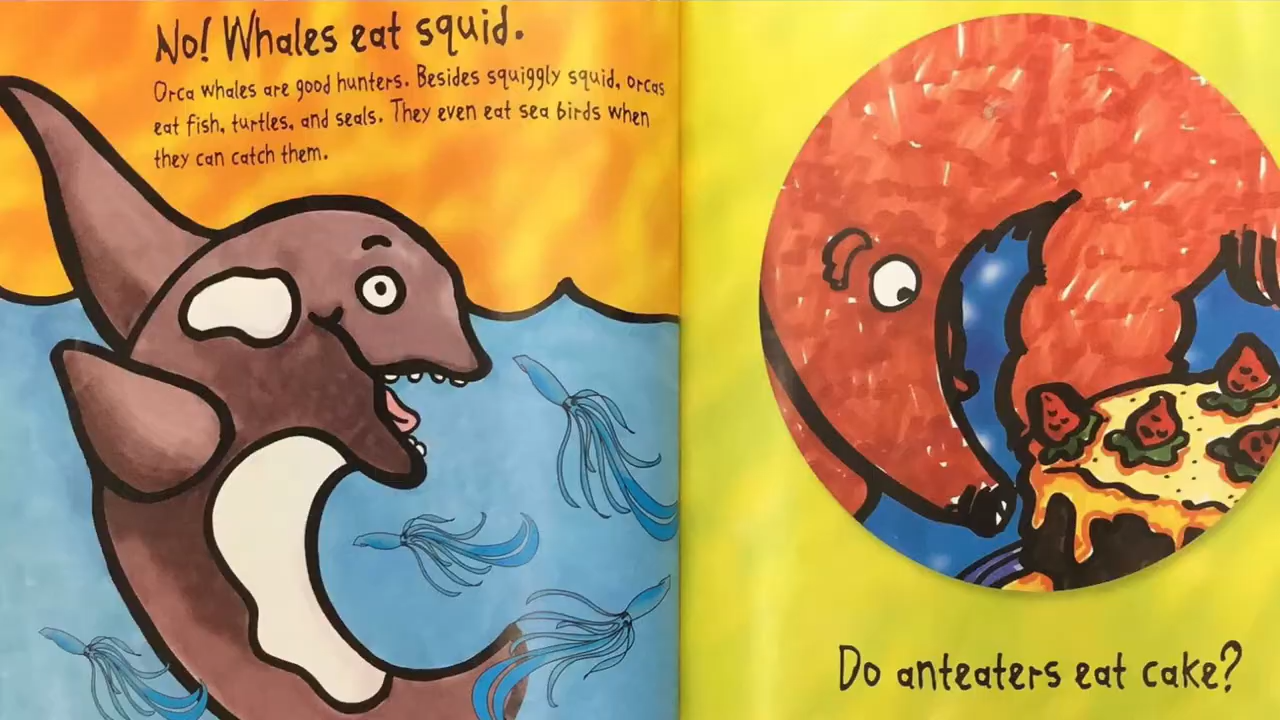 No! Whales eat squid.
Orca whales are good hunters. Besides squiggly squid, orcas
eat fish, turtles, and seals. They even eat sea birds when
they can catch them.
Do anteaters eat cake?